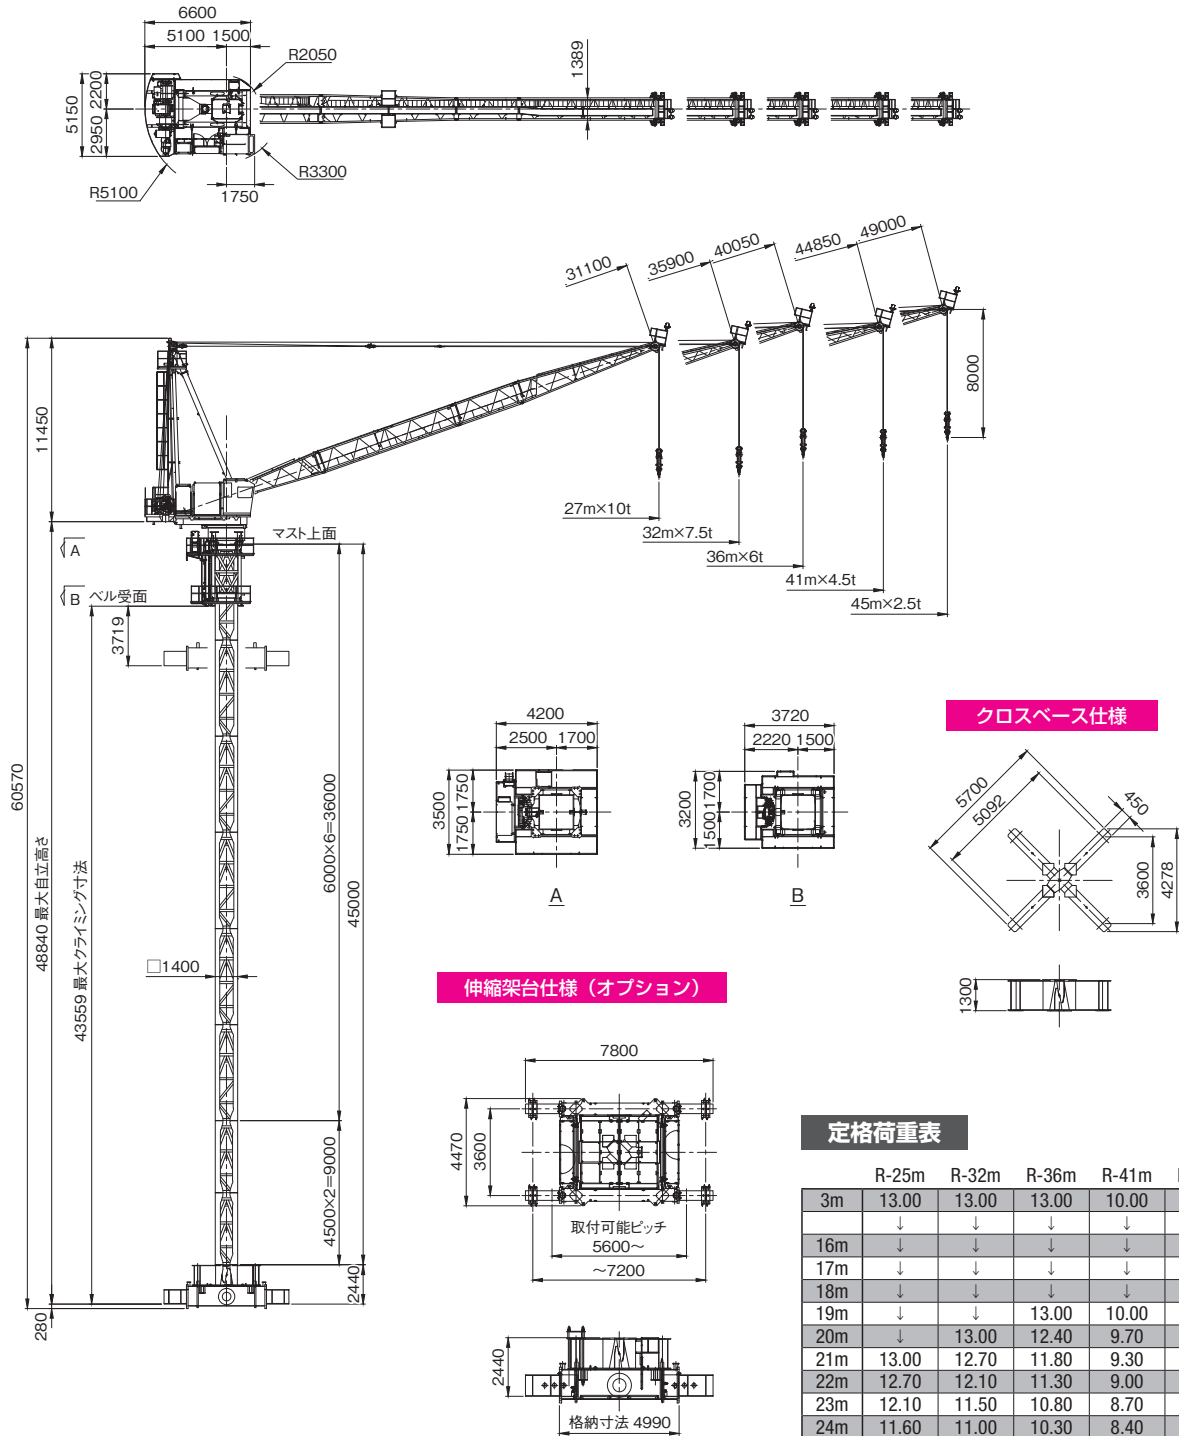 6600
5100 1500
R2050
1389
5150
2200
2950
R5100
R3300
1750
31100
35900
40050
44850
49000
8000
11450
27m×10t
32m×7.5t
36m×6t
41m×4.5t
45m×2.5t
マスト上面
A
B ベル受面
3719
60570
48840 最大自立高さ
43559 最大クライミング寸法
□1400
6000×6=36000
45000
4500×2=9000
2440
280
4200
2500 1700
3500
1750 1750
A
3720
2220 1500
3200
1500 1700
B
クロスベース仕様
5700
5092
450
3600
4278
1300
伸縮架台仕様（オプション）
7800
4470
3600
取付可能ピッチ
5600～
～7200
2440
格納寸法 4990
定格荷重表
R-25m R-32m R-36m R-41m
3m 13.00 13.00 13.00 10.00
↓ ↓ ↓ ↓
16m ↓ ↓ ↓ ↓
17m ↓ ↓ ↓ ↓
18m ↓ ↓ ↓ ↓
19m ↓ ↓ 13.00 10.00
20m ↓ 13.00 12.40 9.70
21m 13.00 12.70 11.80 9.30
22m 12.70 12.10 11.30 9.00
23m 12.10 11.50 10.80 8.70
24m 11.60 11.00 10.30 8.40